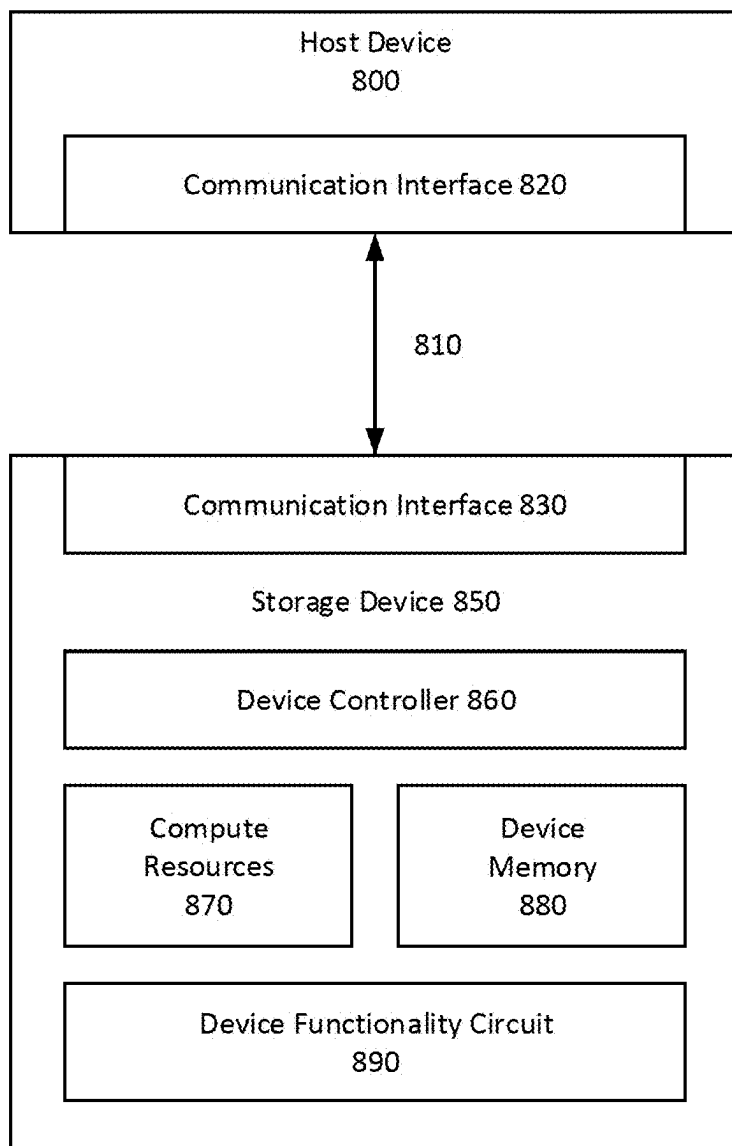 Host Device
800
Communication Interface 820
810
Communication Interface 830
Storage Device 850
Device Controller 860
Compute
Resources
870
Device
Memory
880
Device Functionality Circuit
890